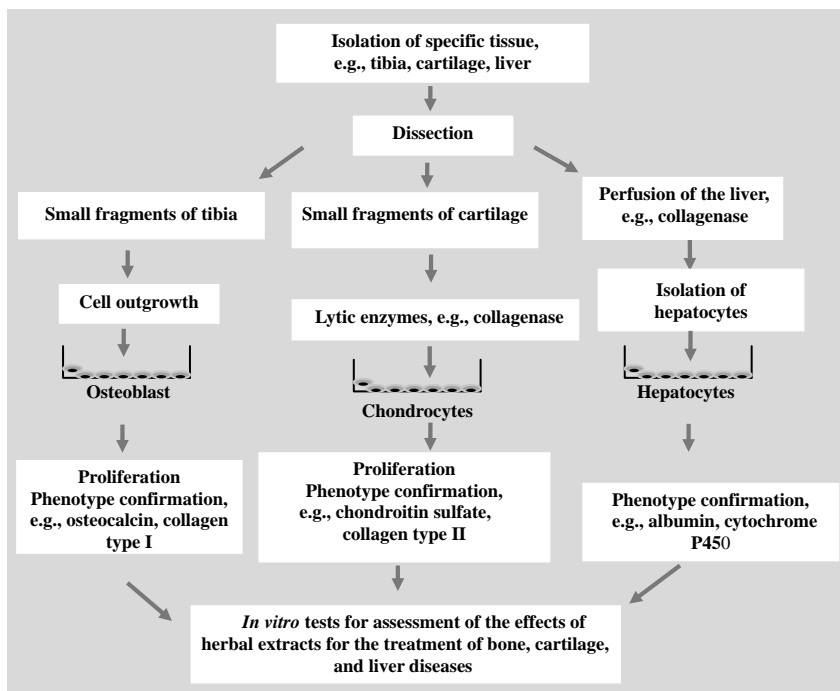 Isolation of specific tissue,
e.g., tibia, cartilage, liver
Dissection
Small fragments of tibia
Small fragments of cartilage
Perfusion of the liver,
e.g., collagenase
Cell outgrowth
Lytic enzymes, e.g., collagenase
Isolation of
hepatocytes
Osteoblast
Chondrocytes
Hepatocytes
Proliferation
Phenotype confirmation,
e.g., osteocalcin, collagen
type I
Proliferation
Phenotype confirmation,
e.g., chondroitin sulfate,
collagen type II
Phenotype confirmation,
e.g., albumin, cytochrome
P450
In vitro tests for assessment of the effects of
herbal extracts for the treatment of bone, cartilage,
and liver diseases